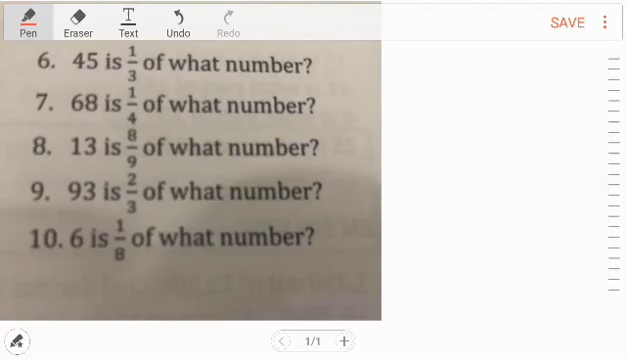 Pen Eraser Text Undo Redo SAVE
6. 45 is 1/3 of what number?
7. 68 is 1/4 of what number?
8. 13 is 8/9 of what number?
9. 93 is 2/3 of what number?
10. 6 is 1/8 of what number?
1/1